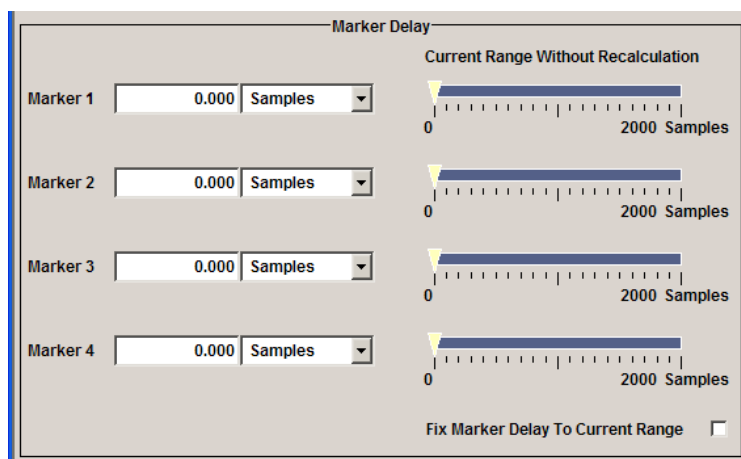 Marker Delay
Current Range Without Recalculation
Marker 1 0.000 Samples
0 2000 Samples
Marker 2 0.000 Samples
0 2000 Samples
Marker 3 0.000 Samples
0 2000 Samples
Marker 4 0.000 Samples
0 2000 Samples
Fix Marker Delay To Current Range